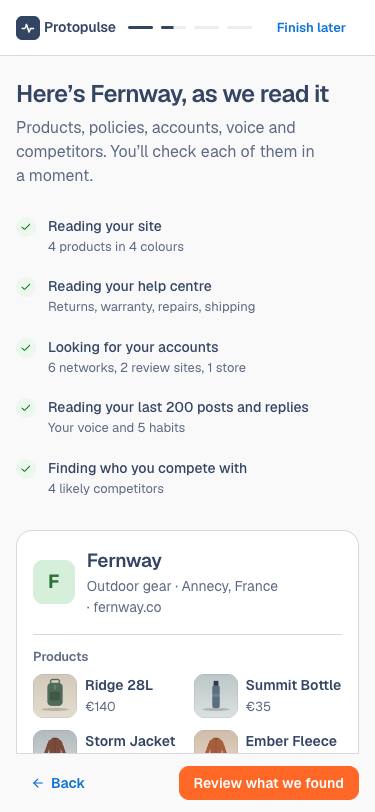 Protopulse
Finish later
Here’s Fernway, as we read it
Products, policies, accounts, voice and
competitors. You’ll check each of them in
a moment.
Reading your site
4 products in 4 colours
Reading your help centre
Returns, warranty, repairs, shipping
Looking for your accounts
6 networks, 2 review sites, 1 store
Reading your last 200 posts and replies
Your voice and 5 habits
Finding who you compete with
4 likely competitors
F
Fernway
Outdoor gear · Annecy, France
· fernway.co
Products
Ridge 28L
€140
Summit Bottle
€35
Storm Jacket
Ember Fleece
← Back
Review what we found